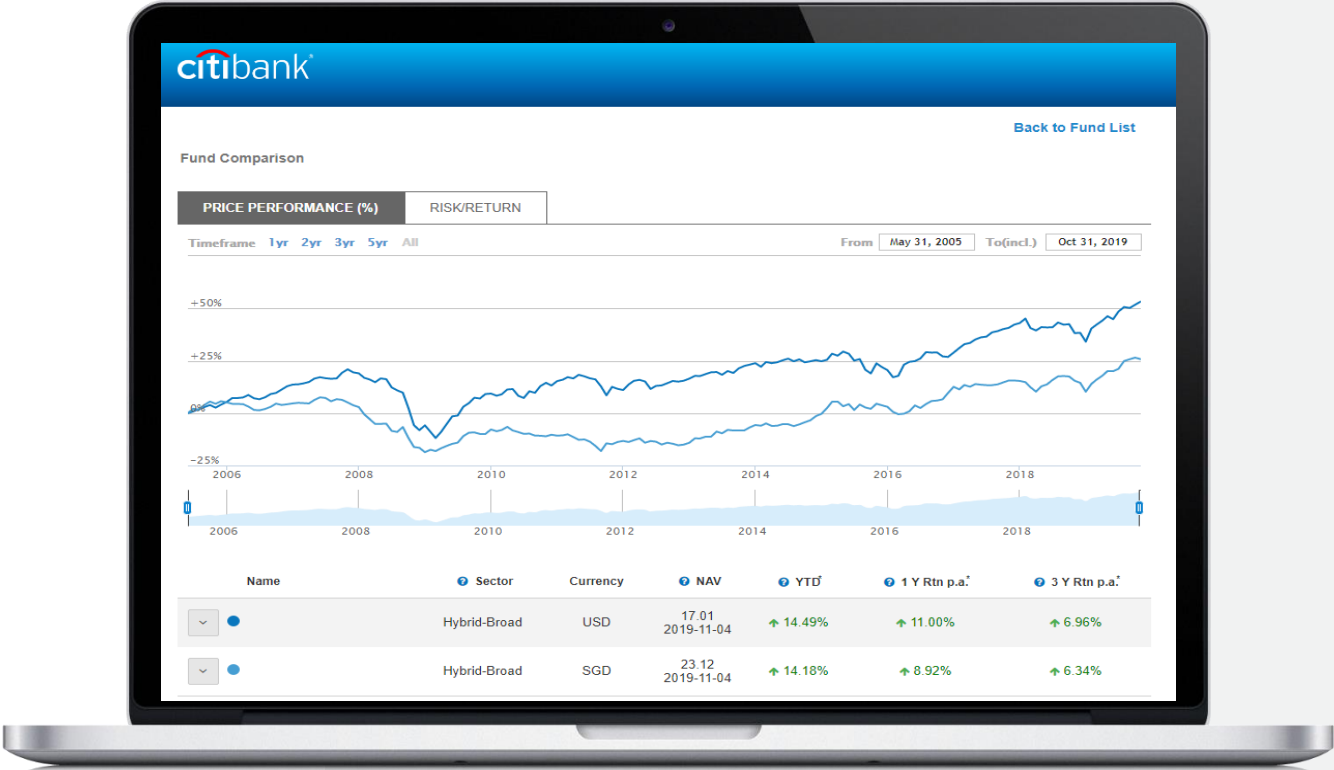 citibank®
Back to Fund List
Fund Comparison
PRICE PERFORMANCE (%) RISK/RETURN
Timeframe 1yr 2yr 3yr 5yr All From May 31, 2005 To(incl.) Oct 31, 2019
+50%
+25%
0%
-25%
2006 2008 2010 2012 2014 2016 2018
2006 2008 2010 2012 2014 2016 2018
Name ? Sector Currency ? NAV ? YTD* ? 1 Y Rtn p.a.* ? 3 Y Rtn p.a.*
Hybrid-Broad USD 17.01 2019-11-04 14.49% 11.00% 6.96%
Hybrid-Broad SGD 23.12 2019-11-04 14.18% 8.92% 6.34%